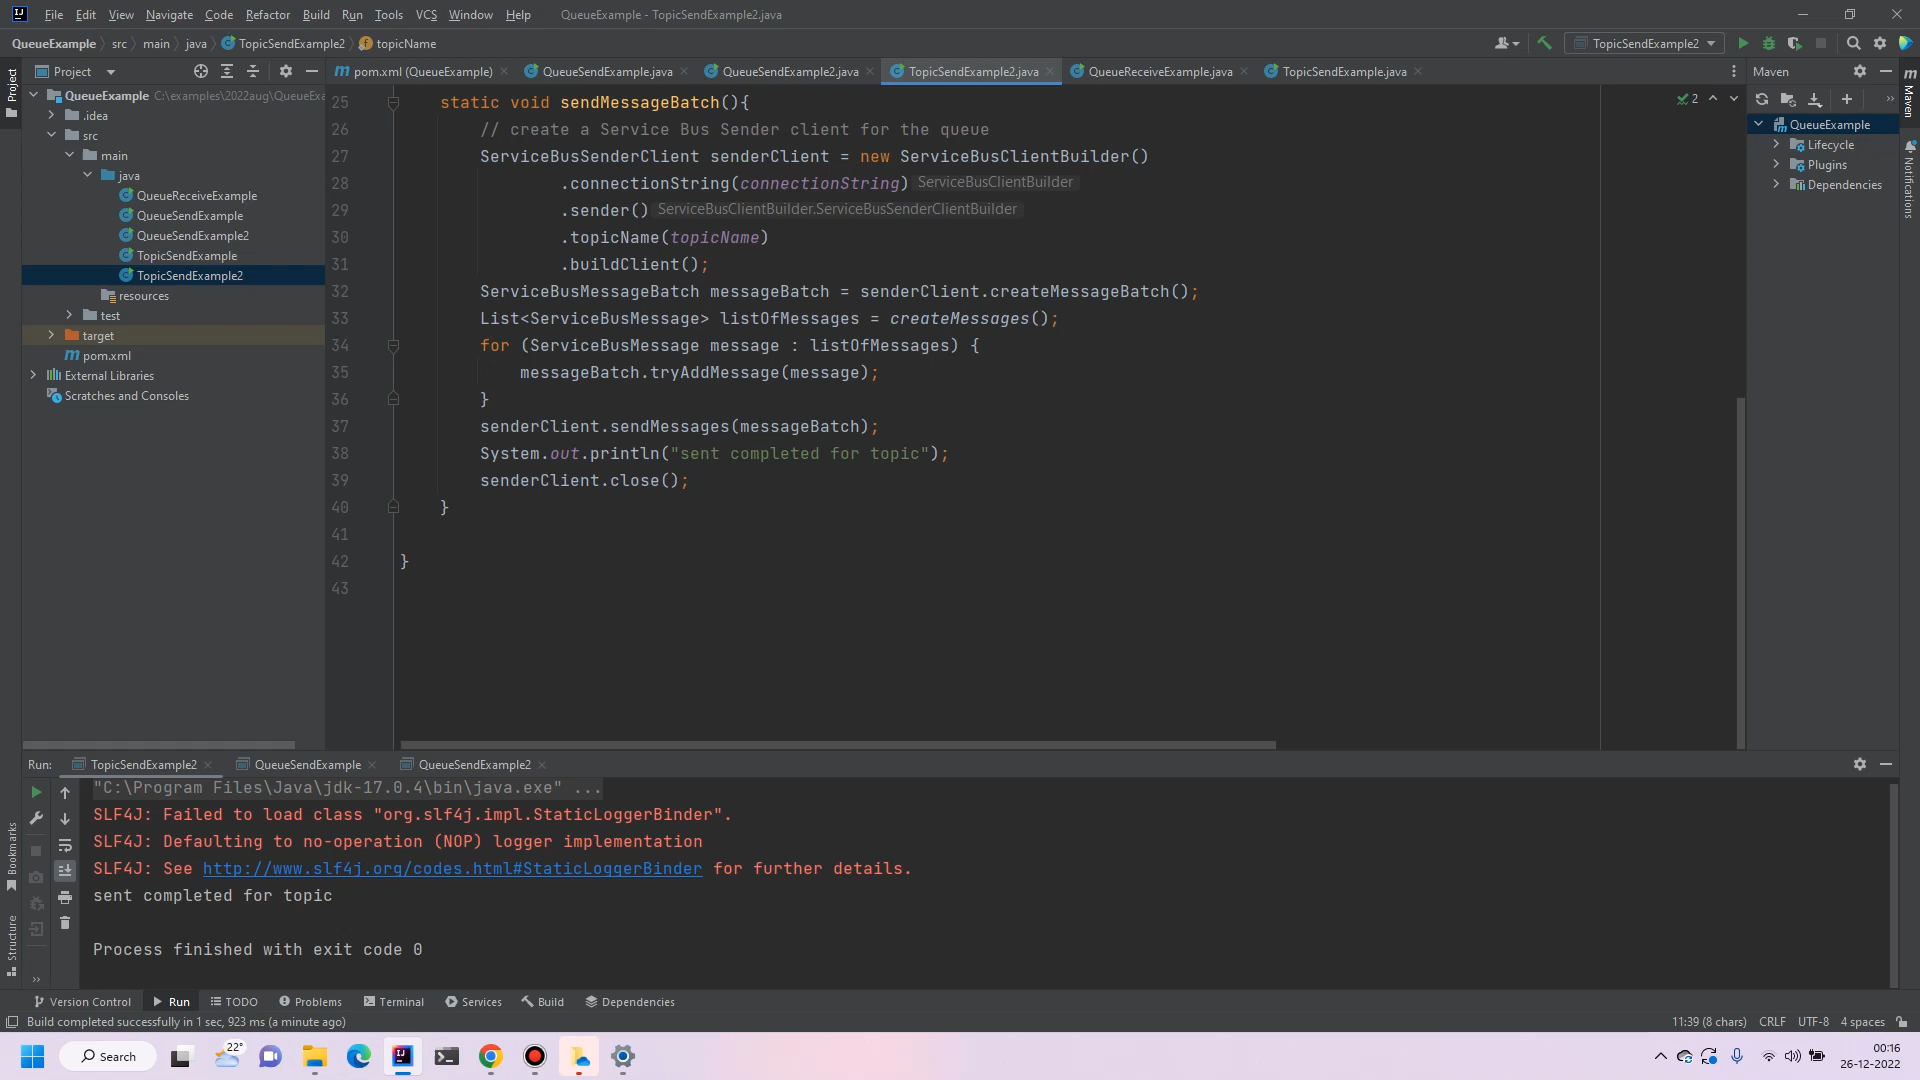 File Edit View Navigate Code Refactor Build Run Tools VCS Window Help QueueExample - TopicSendExample2.java
QueueExample src main java TopicSendExample2 topicName
TopicSendExample2
Project
pom.xml (QueueExample) QueueSendExample.java QueueSendExample2.java TopicSendExample2.java QueueReceiveExample.java TopicSendExample.java
Maven
Project
QueueExample C:\examples\2022aug\QueueExa
.idea
src
main
java
QueueReceiveExample
QueueSendExample
QueueSendExample2
TopicSendExample
TopicSendExample2
resources
test
target
pom.xml
External Libraries
Scratches and Consoles
25 static void sendMessageBatch(){
26 // create a Service Bus Sender client for the queue
27 ServiceBusSenderClient senderClient = new ServiceBusClientBuilder()
28 .connectionString(connectionString) ServiceBusClientBuilder
29 .sender() ServiceBusClientBuilder.ServiceBusSenderClientBuilder
30 .topicName(topicName)
31 .buildClient();
32 ServiceBusMessageBatch messageBatch = senderClient.createMessageBatch();
33 List<ServiceBusMessage> listOfMessages = createMessages();
34 for (ServiceBusMessage message : listOfMessages) {
35 messageBatch.tryAddMessage(message);
36 }
37 senderClient.sendMessages(messageBatch);
38 System.out.println("sent completed for topic");
39 senderClient.close();
40 }
41
42 }
43
2
QueueExample
Lifecycle
Plugins
Dependencies
Maven
Notifications
Run: TopicSendExample2 QueueSendExample QueueSendExample2
"C:\Program Files\Java\jdk-17.0.4\bin\java.exe" ...
SLF4J: Failed to load class "org.slf4j.impl.StaticLoggerBinder".
SLF4J: Defaulting to no-operation (NOP) logger implementation
SLF4J: See http://www.slf4j.org/codes.html#StaticLoggerBinder for further details.
sent completed for topic
Process finished with exit code 0
Bookmarks
Structure
Version Control Run TODO Problems Terminal Services Build Dependencies
Build completed successfully in 1 sec, 923 ms (a minute ago)
11:39 (8 chars) CRLF UTF-8 4 spaces
Search
22°
00:16
26-12-2022